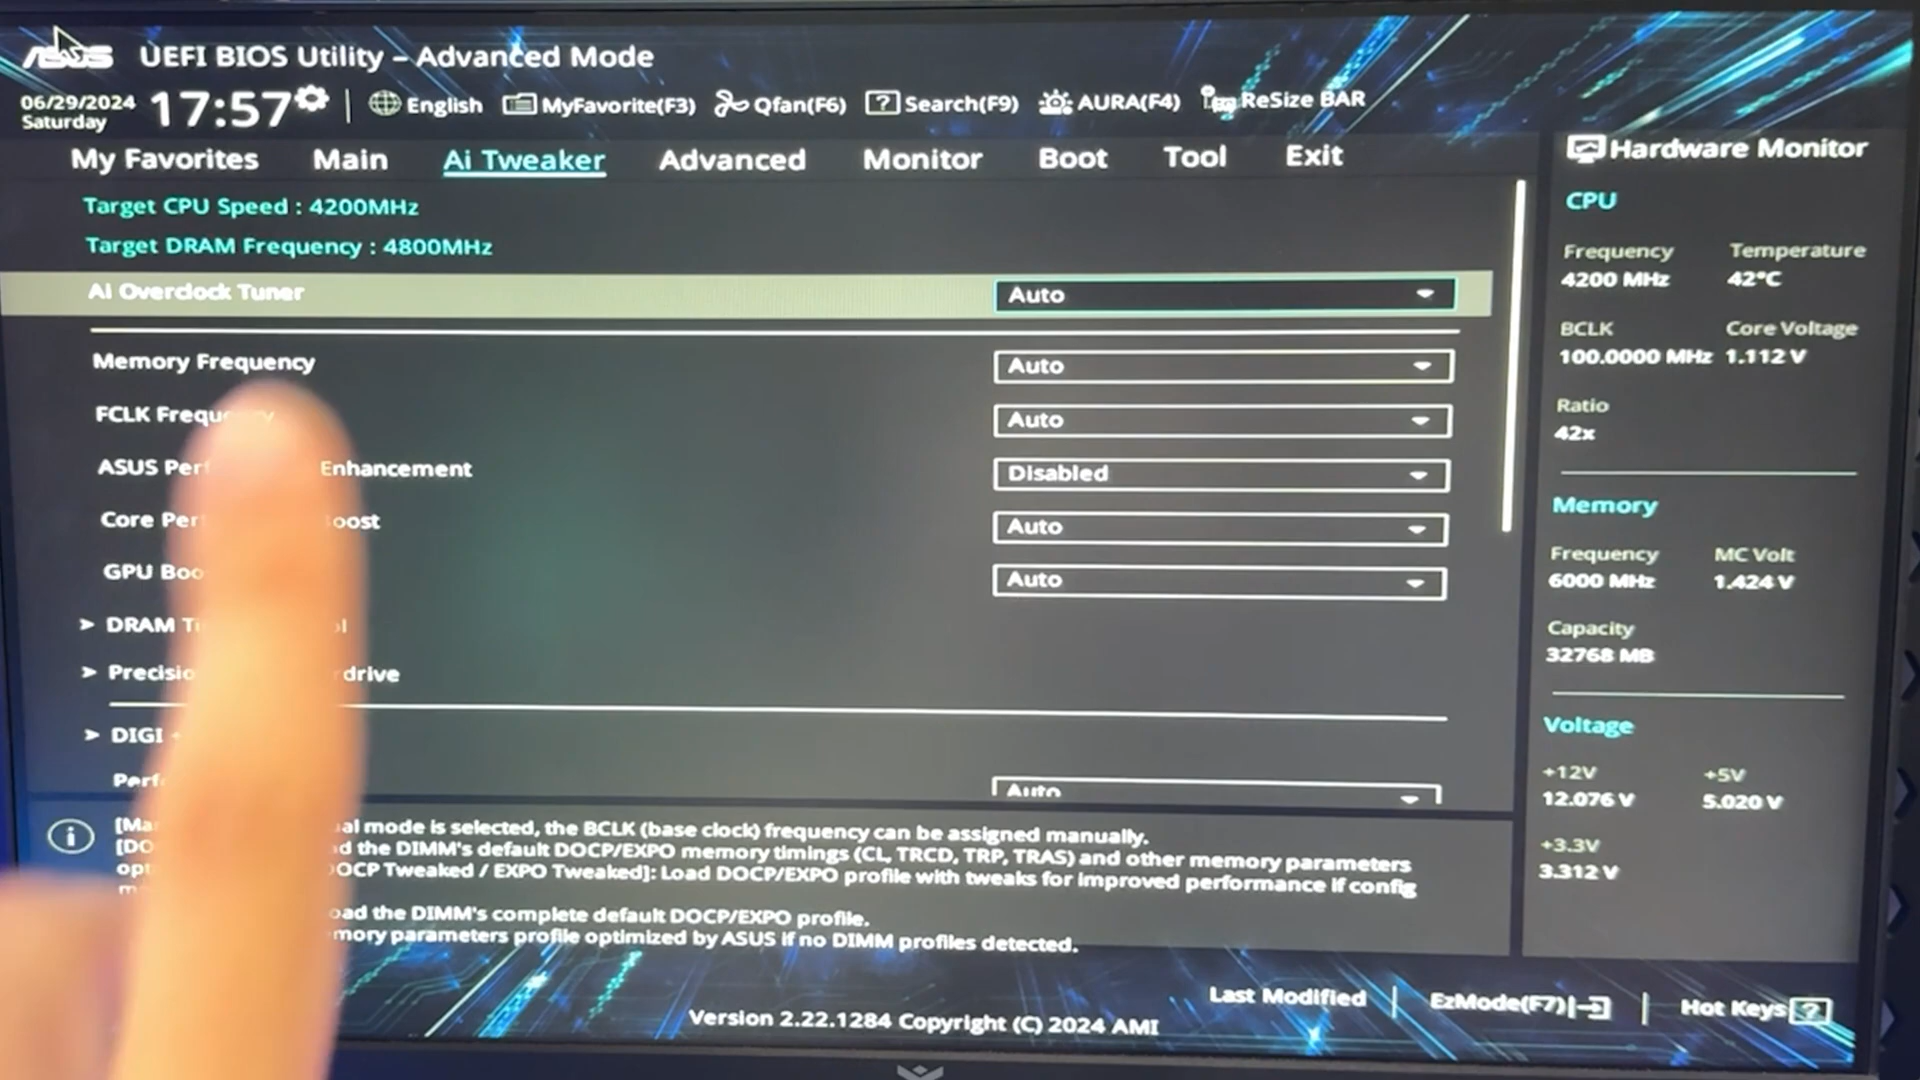 ASUS UEFI BIOS Utility – Advanced Mode
06/29/2024
Saturday
17:57
English MyFavorite(F3) Qfan(F6) Search(F9) AURA(F4) ReSize BAR
My Favorites Main Ai Tweaker Advanced Monitor Boot Tool Exit
Target CPU Speed : 4200MHz
Target DRAM Frequency : 4800MHz
Ai Overclock Tuner Auto
Memory Frequency Auto
FCLK Auto
ASUS Enhancement Disabled
Core Auto
GPU Auto
> DRAM
>
> DIGI +
Auto
al mode is selected, the BCLK (base clock) frequency can be assigned manually.
d the DIMM's default DOCP/EXPO memory timings (CL, TRCD, TRP, TRAS) and other memory parameters
OCP Tweaked / EXPO Tweaked]: Load DOCP/EXPO profile with tweaks for improved performance if config
oad the DIMM's complete default DOCP/EXPO profile.
mory parameters profile optimized by ASUS if no DIMM profiles detected.
Hardware Monitor
CPU
Frequency Temperature
4200 MHz 42°C
BCLK Core Voltage
100.0000 MHz 1.112 V
Ratio
42x
Memory
Frequency MC Volt
6000 MHz 1.424 V
Capacity
32768 MB
Voltage
+12V +5V
12.076 V 5.020 V
+3.3V
3.312 V
Last Modified EzMode(F7) Hot Keys ?
Version 2.22.1284 Copyright (C) 2024 AMI